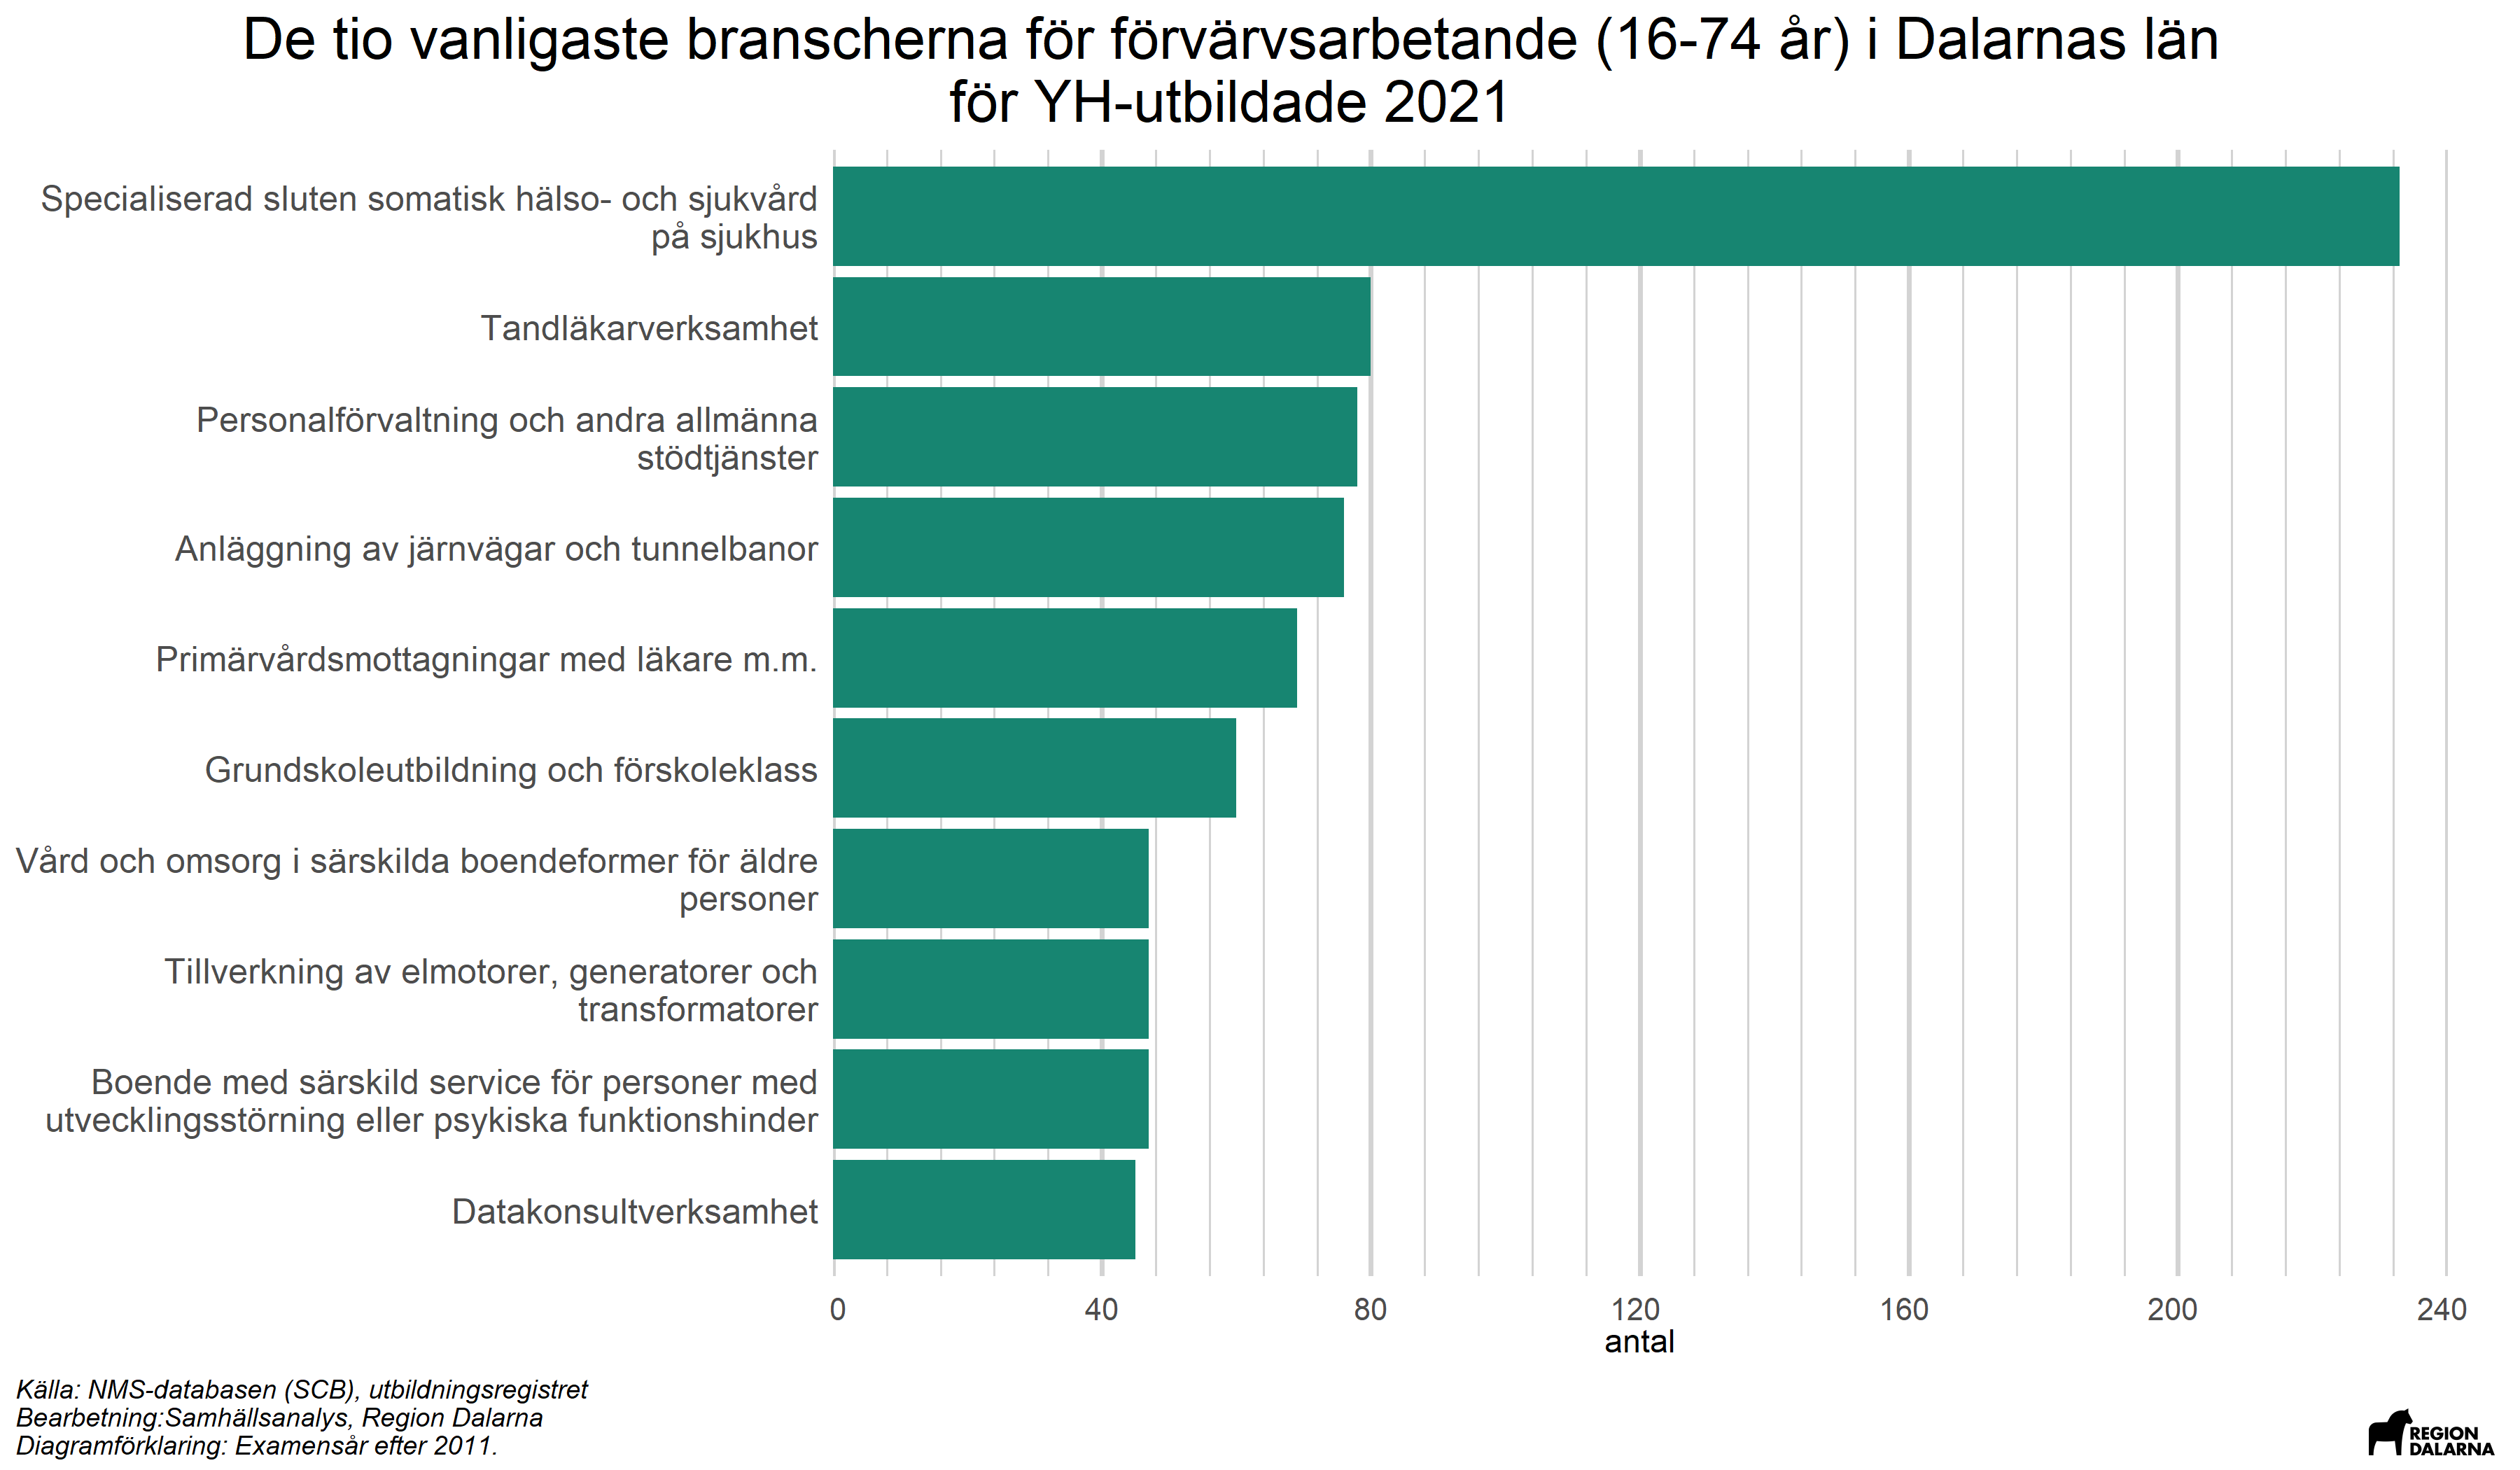 De tio vanligaste branscherna för förvärvsarbetande (16-74 år) i Dalarnas län
för YH-utbildade 2021
Specialiserad sluten somatisk hälso- och sjukvård
på sjukhus
Tandläkarverksamhet
Personalförvaltning och andra allmänna
stödtjänster
Anläggning av järnvägar och tunnelbanor
Primärvårdsmottagningar med läkare m.m.
Grundskoleutbildning och förskoleklass
Vård och omsorg i särskilda boendeformer för äldre
personer
Tillverkning av elmotorer, generatorer och
transformatorer
Boende med särskild service för personer med
utvecklingsstörning eller psykiska funktionshinder
Datakonsultverksamhet
0 40 80 120 160 200 240
antal
Källa: NMS-databasen (SCB), utbildningsregistret
Bearbetning:Samhällsanalys, Region Dalarna
Diagramförklaring: Examensår efter 2011.
REGION
DALARNA